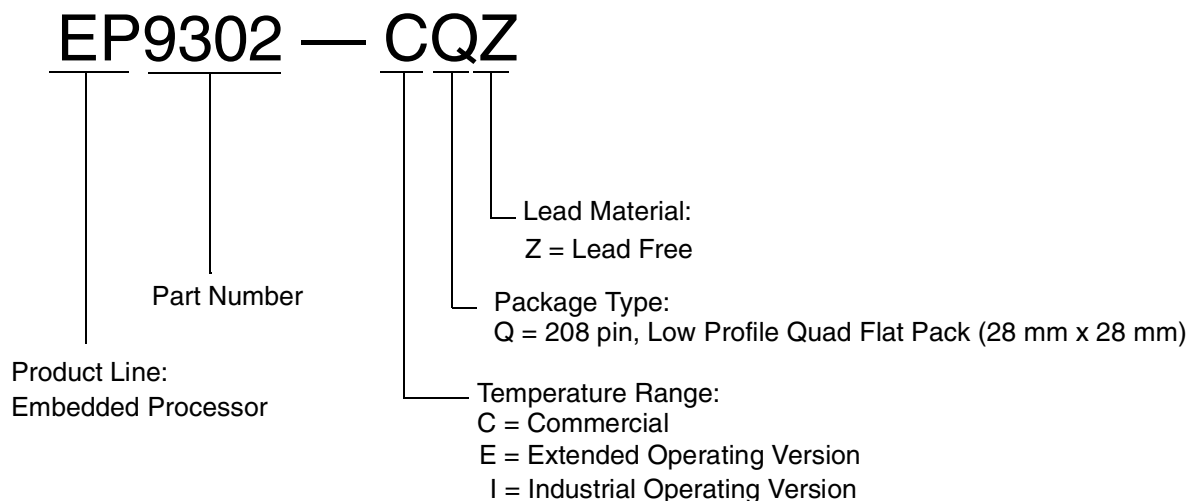 EP9302 — CQZ
Lead Material:
Z = Lead Free
Part Number
Package Type:
Q = 208 pin, Low Profile Quad Flat Pack (28 mm x 28 mm)
Product Line:
Embedded Processor
Temperature Range:
C = Commercial
E = Extended Operating Version
I = Industrial Operating Version